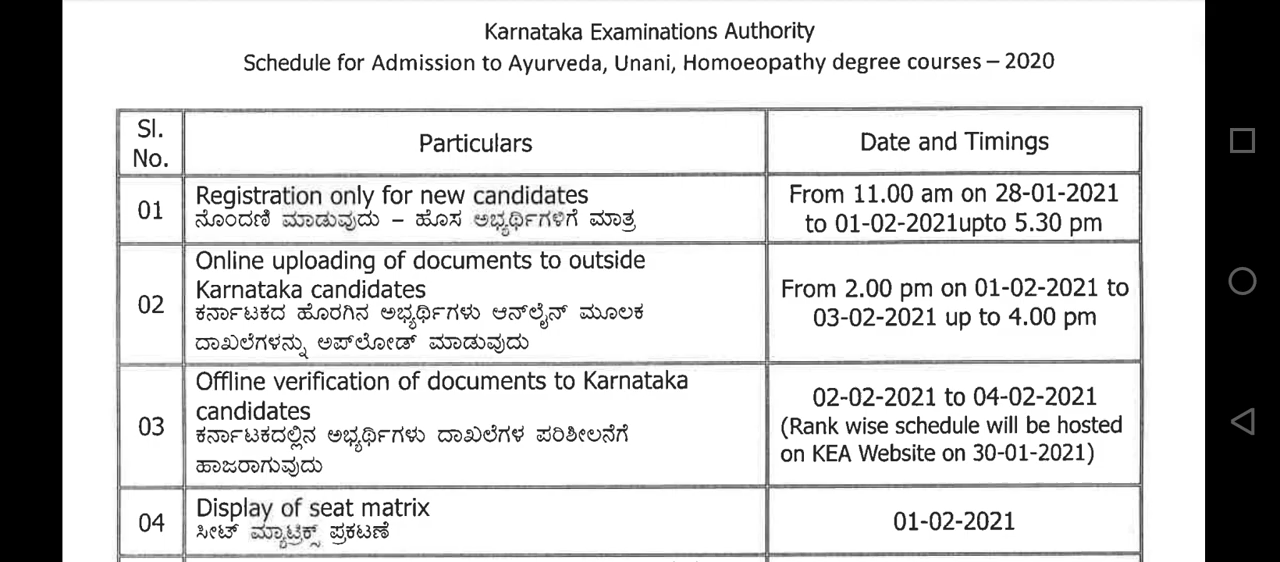 Karnataka Examinations Authority
Schedule for Admission to Ayurveda, Unani, Homoeopathy degree courses – 2020
Sl. No.
Particulars
Date and Timings
01
Registration only for new candidates
ನೊಂದಣಿ ಮಾಡುವುದು – ಹೊಸ ಅಭ್ಯರ್ಥಿಗಳಿಗೆ ಮಾತ್ರ
From 11.00 am on 28-01-2021
to 01-02-2021upto 5.30 pm
02
Online uploading of documents to outside
Karnataka candidates
ಕರ್ನಾಟಕದ ಹೊರಗಿನ ಅಭ್ಯರ್ಥಿಗಳು ಆನ್‌ಲೈನ್ ಮೂಲಕ
ದಾಖಲೆಗಳನ್ನು ಅಪ್‌ಲೋಡ್ ಮಾಡುವುದು
From 2.00 pm on 01-02-2021 to
03-02-2021 up to 4.00 pm
03
Offline verification of documents to Karnataka
candidates
ಕರ್ನಾಟಕದಲ್ಲಿನ ಅಭ್ಯರ್ಥಿಗಳು ದಾಖಲೆಗಳ ಪರಿಶೀಲನೆಗೆ
ಹಾಜರಾಗುವುದು
02-02-2021 to 04-02-2021
(Rank wise schedule will be hosted
on KEA Website on 30-01-2021)
04
Display of seat matrix
ಸೀಟ್ ಮ್ಯಾಟ್ರಿಕ್ಸ್ ಪ್ರಕಟಣೆ
01-02-2021